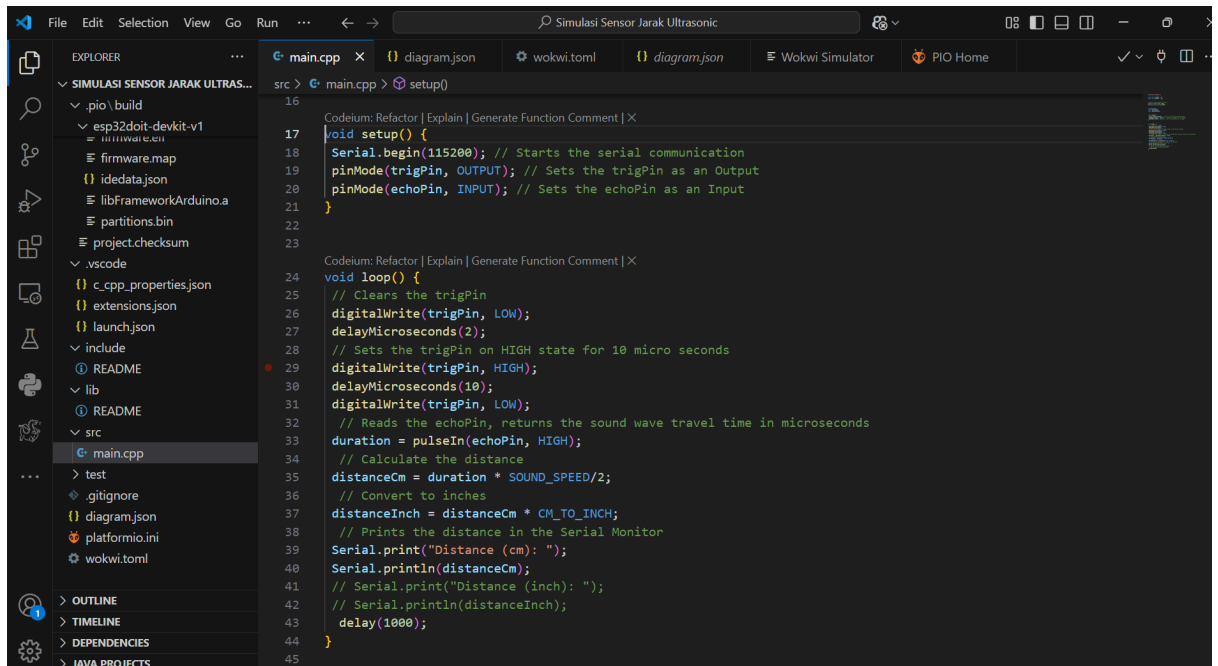 File Edit Selection View Go Run ··· Simulasi Sensor Jarak Ultrasonic
EXPLORER ···
SIMULASI SENSOR JARAK ULTRAS...
.pio \ build
esp32doit-devkit-v1
firmware.elf
firmware.map
{} idedata.json
libFrameworkArduino.a
partitions.bin
project.checksum
.vscode
{} c_cpp_properties.json
{} extensions.json
{} launch.json
include
README
lib
README
src
main.cpp
test
.gitignore
{} diagram.json
platformio.ini
wokwi.toml
OUTLINE
TIMELINE
DEPENDENCIES
JAVA PROJECTS
1
main.cpp × {} diagram.json wokwi.toml {} diagram.json Wokwi Simulator PIO Home
src > main.cpp > setup()
16
Codeium: Refactor | Explain | Generate Function Comment | ×
17 void setup() {
18 Serial.begin(115200); // Starts the serial communication
19 pinMode(trigPin, OUTPUT); // Sets the trigPin as an Output
20 pinMode(echoPin, INPUT); // Sets the echoPin as an Input
21 }
22
23
Codeium: Refactor | Explain | Generate Function Comment | ×
24 void loop() {
25 // Clears the trigPin
26 digitalWrite(trigPin, LOW);
27 delayMicroseconds(2);
28 // Sets the trigPin on HIGH state for 10 micro seconds
29 digitalWrite(trigPin, HIGH);
30 delayMicroseconds(10);
31 digitalWrite(trigPin, LOW);
32 // Reads the echoPin, returns the sound wave travel time in microseconds
33 duration = pulseIn(echoPin, HIGH);
34 // Calculate the distance
35 distanceCm = duration * SOUND_SPEED/2;
36 // Convert to inches
37 distanceInch = distanceCm * CM_TO_INCH;
38 // Prints the distance in the Serial Monitor
39 Serial.print("Distance (cm): ");
40 Serial.println(distanceCm);
41 // Serial.print("Distance (inch): ");
42 // Serial.println(distanceInch);
43 delay(1000);
44 }
45